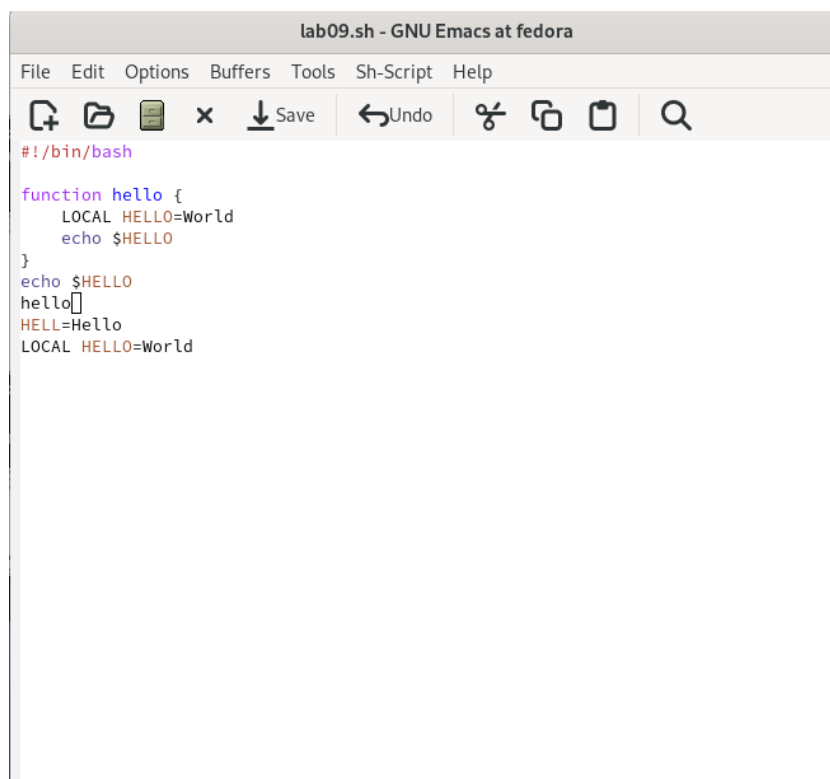 lab09.sh - GNU Emacs at fedora
File Edit Options Buffers Tools Sh-Script Help
Save Undo
#!/bin/bash
function hello {
    LOCAL HELLO=World
    echo $HELLO
}
echo $HELLO
hello
HELL=Hello
LOCAL HELLO=World